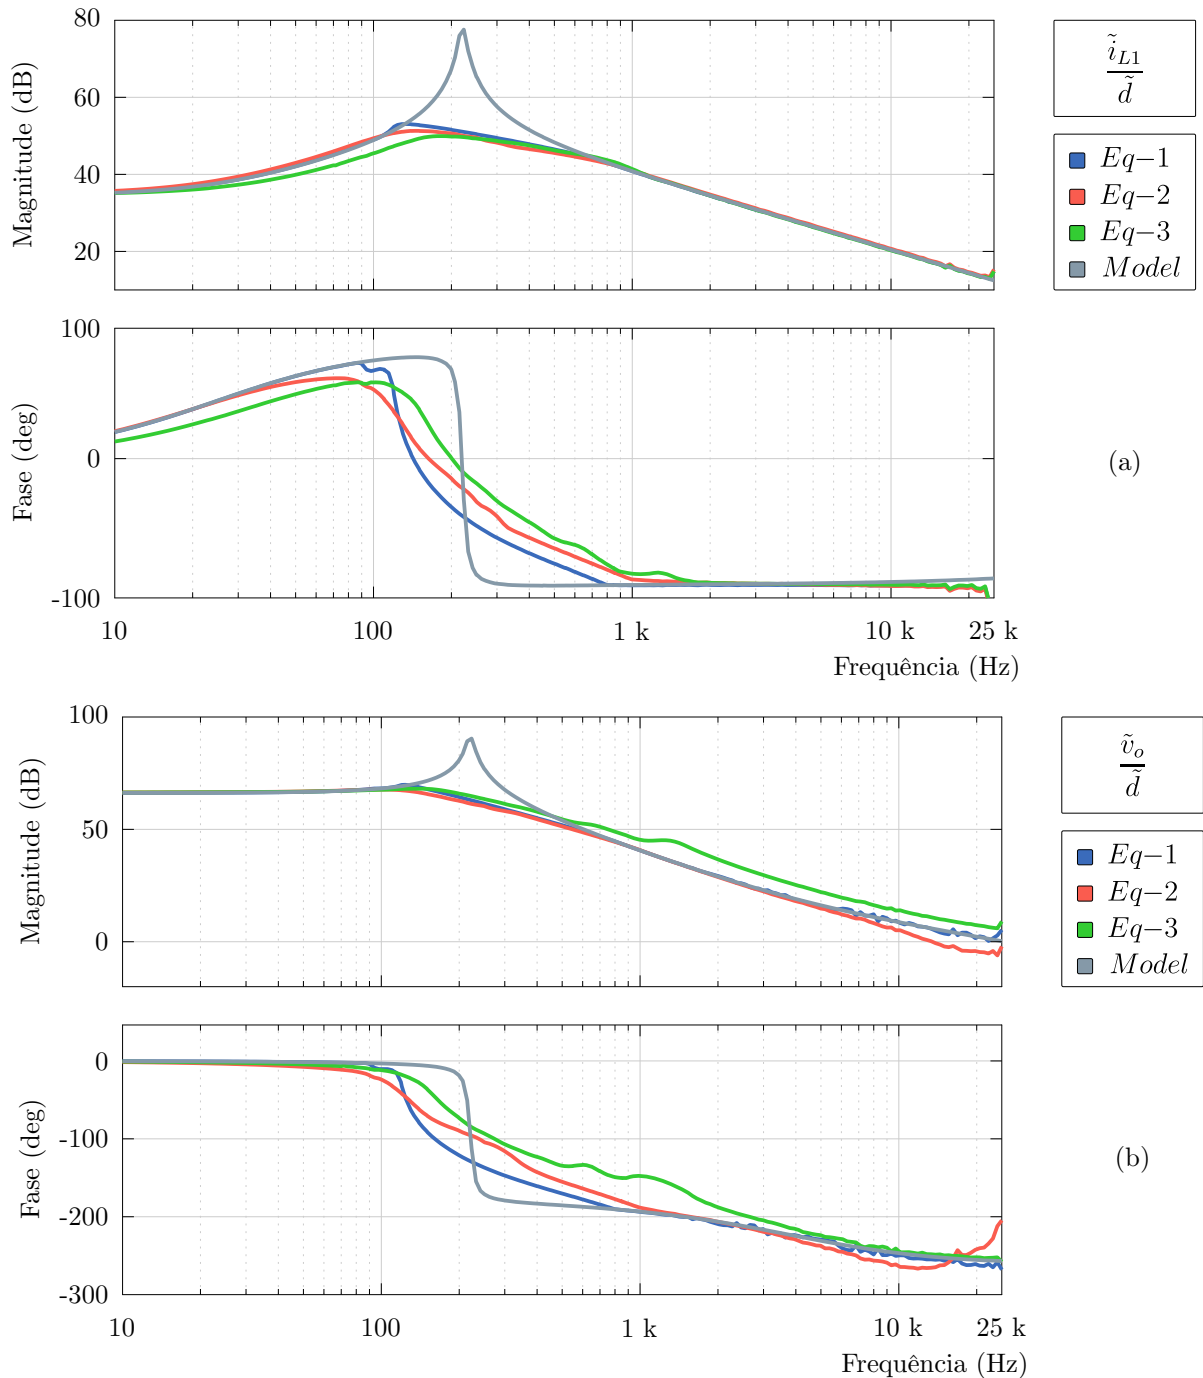 80
60
40
20
Magnitude (dB)
ĩ_L1
d̃
Eq−1
Eq−2
Eq−3
Model
100
0
-100
Fase (deg)
10
100
1 k
10 k
25 k
Frequência (Hz)
(a)
100
50
0
Magnitude (dB)
ṽ_o
d̃
Eq−1
Eq−2
Eq−3
Model
0
-100
-200
-300
Fase (deg)
10
100
1 k
10 k
25 k
Frequência (Hz)
(b)